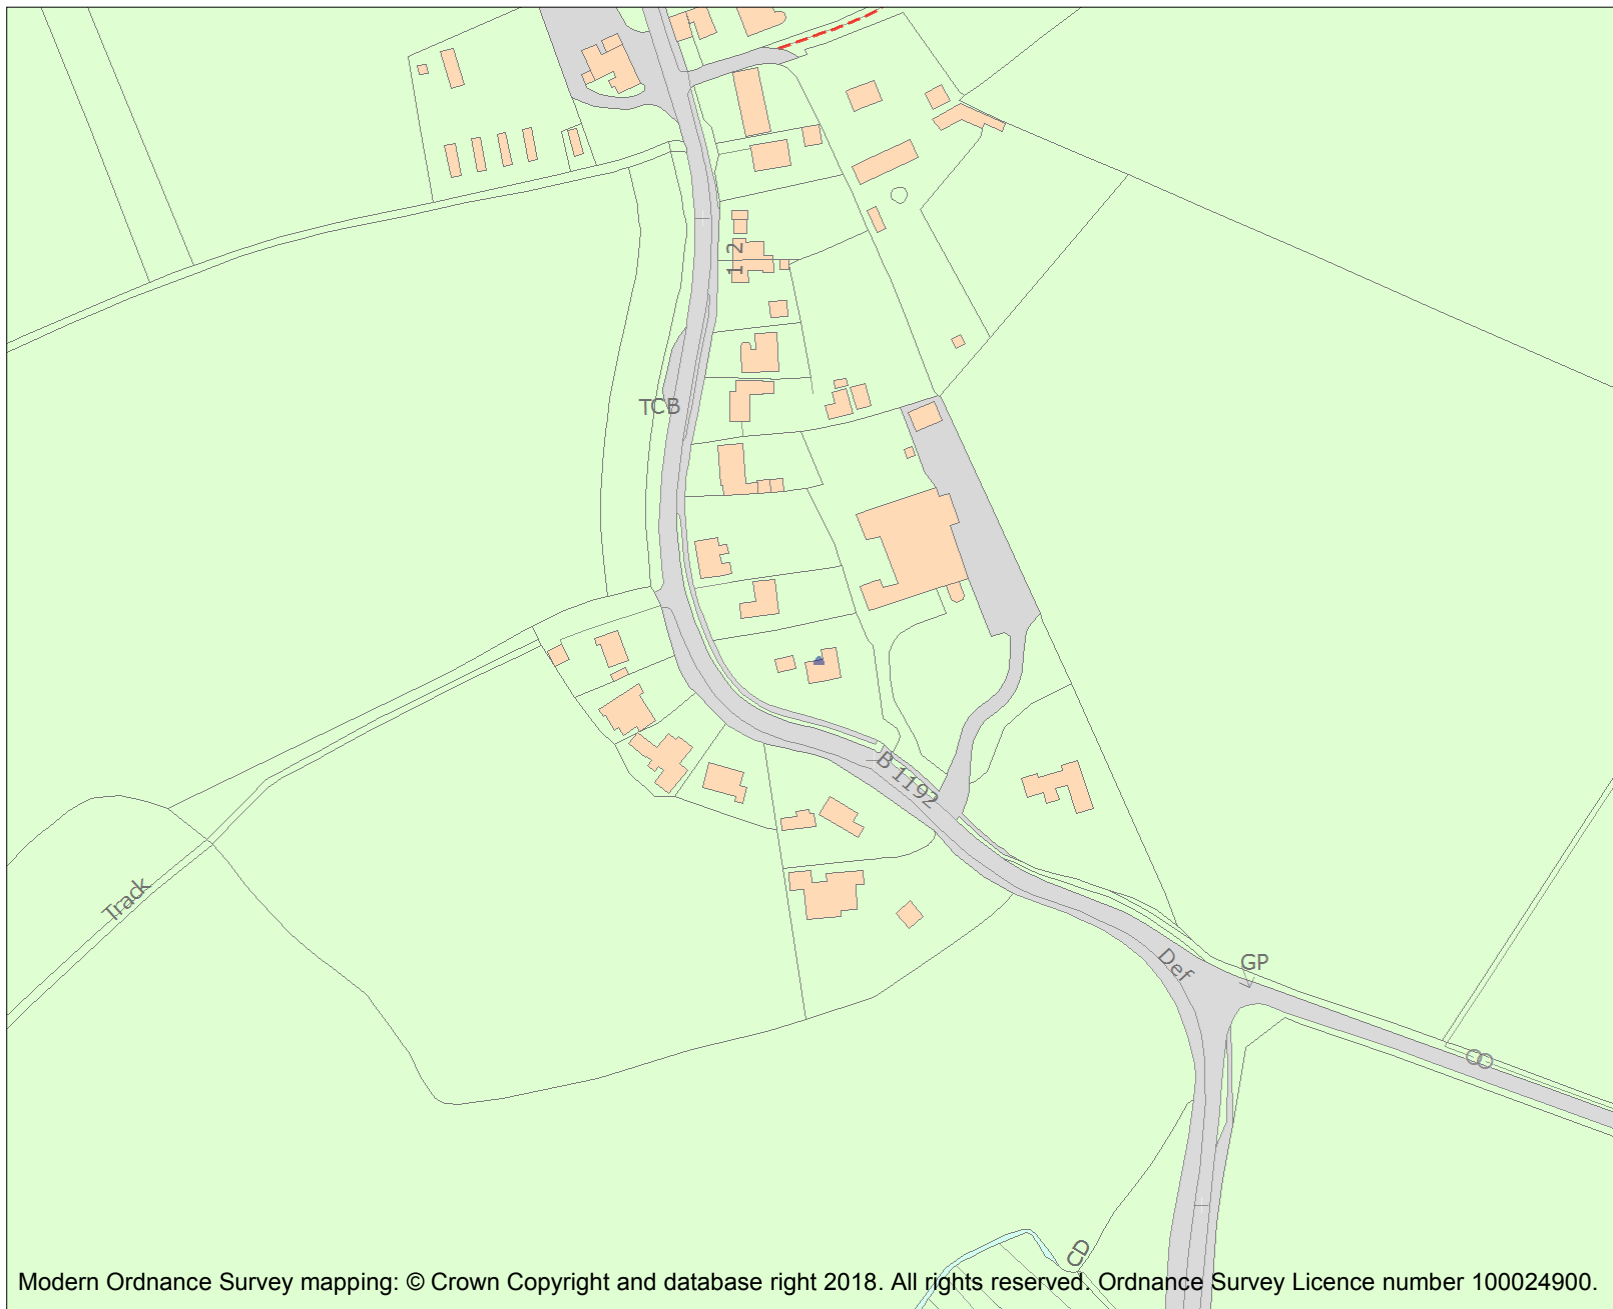 1 2
TCB
B 1192
Track
Def
GP
CD
Modern Ordnance Survey mapping: © Crown Copyright and database right 2018. All rights reserved. Ordnance Survey Licence number 100024900.